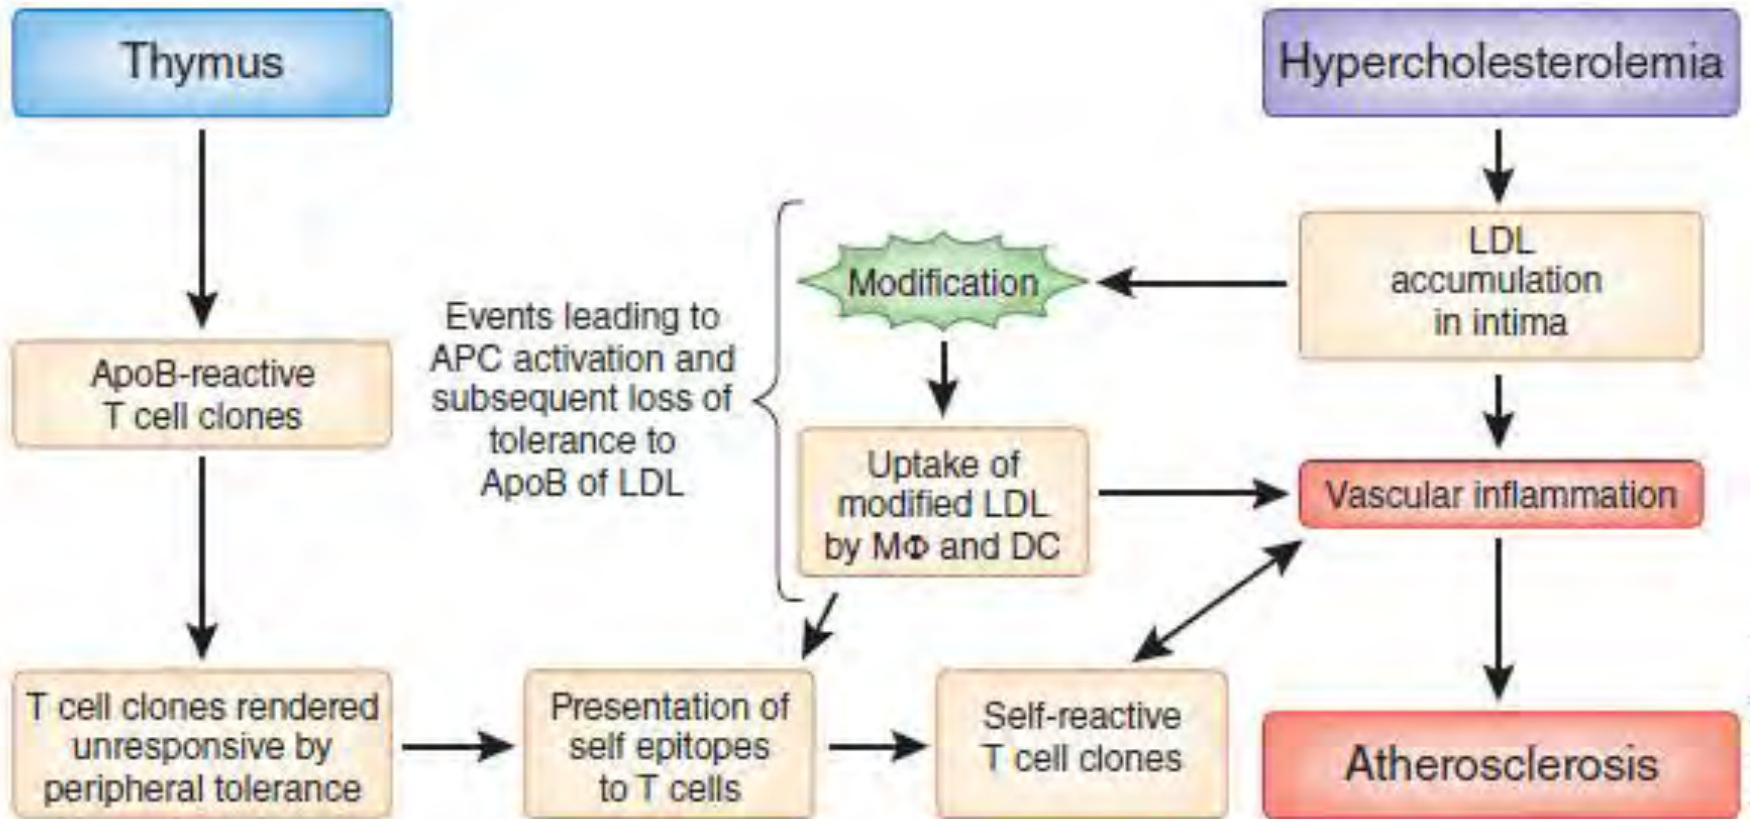 Thymus
Hypercholesterolemia
LDL
accumulation
in intima
Modification
Events leading to
APC activation and
subsequent loss of
tolerance to
ApoB of LDL
ApoB-reactive
T cell clones
Uptake of
modified LDL
by MΦ and DC
Vascular inflammation
T cell clones rendered
unresponsive by
peripheral tolerance
Presentation of
self epitopes
to T cells
Self-reactive
T cell clones
Atherosclerosis